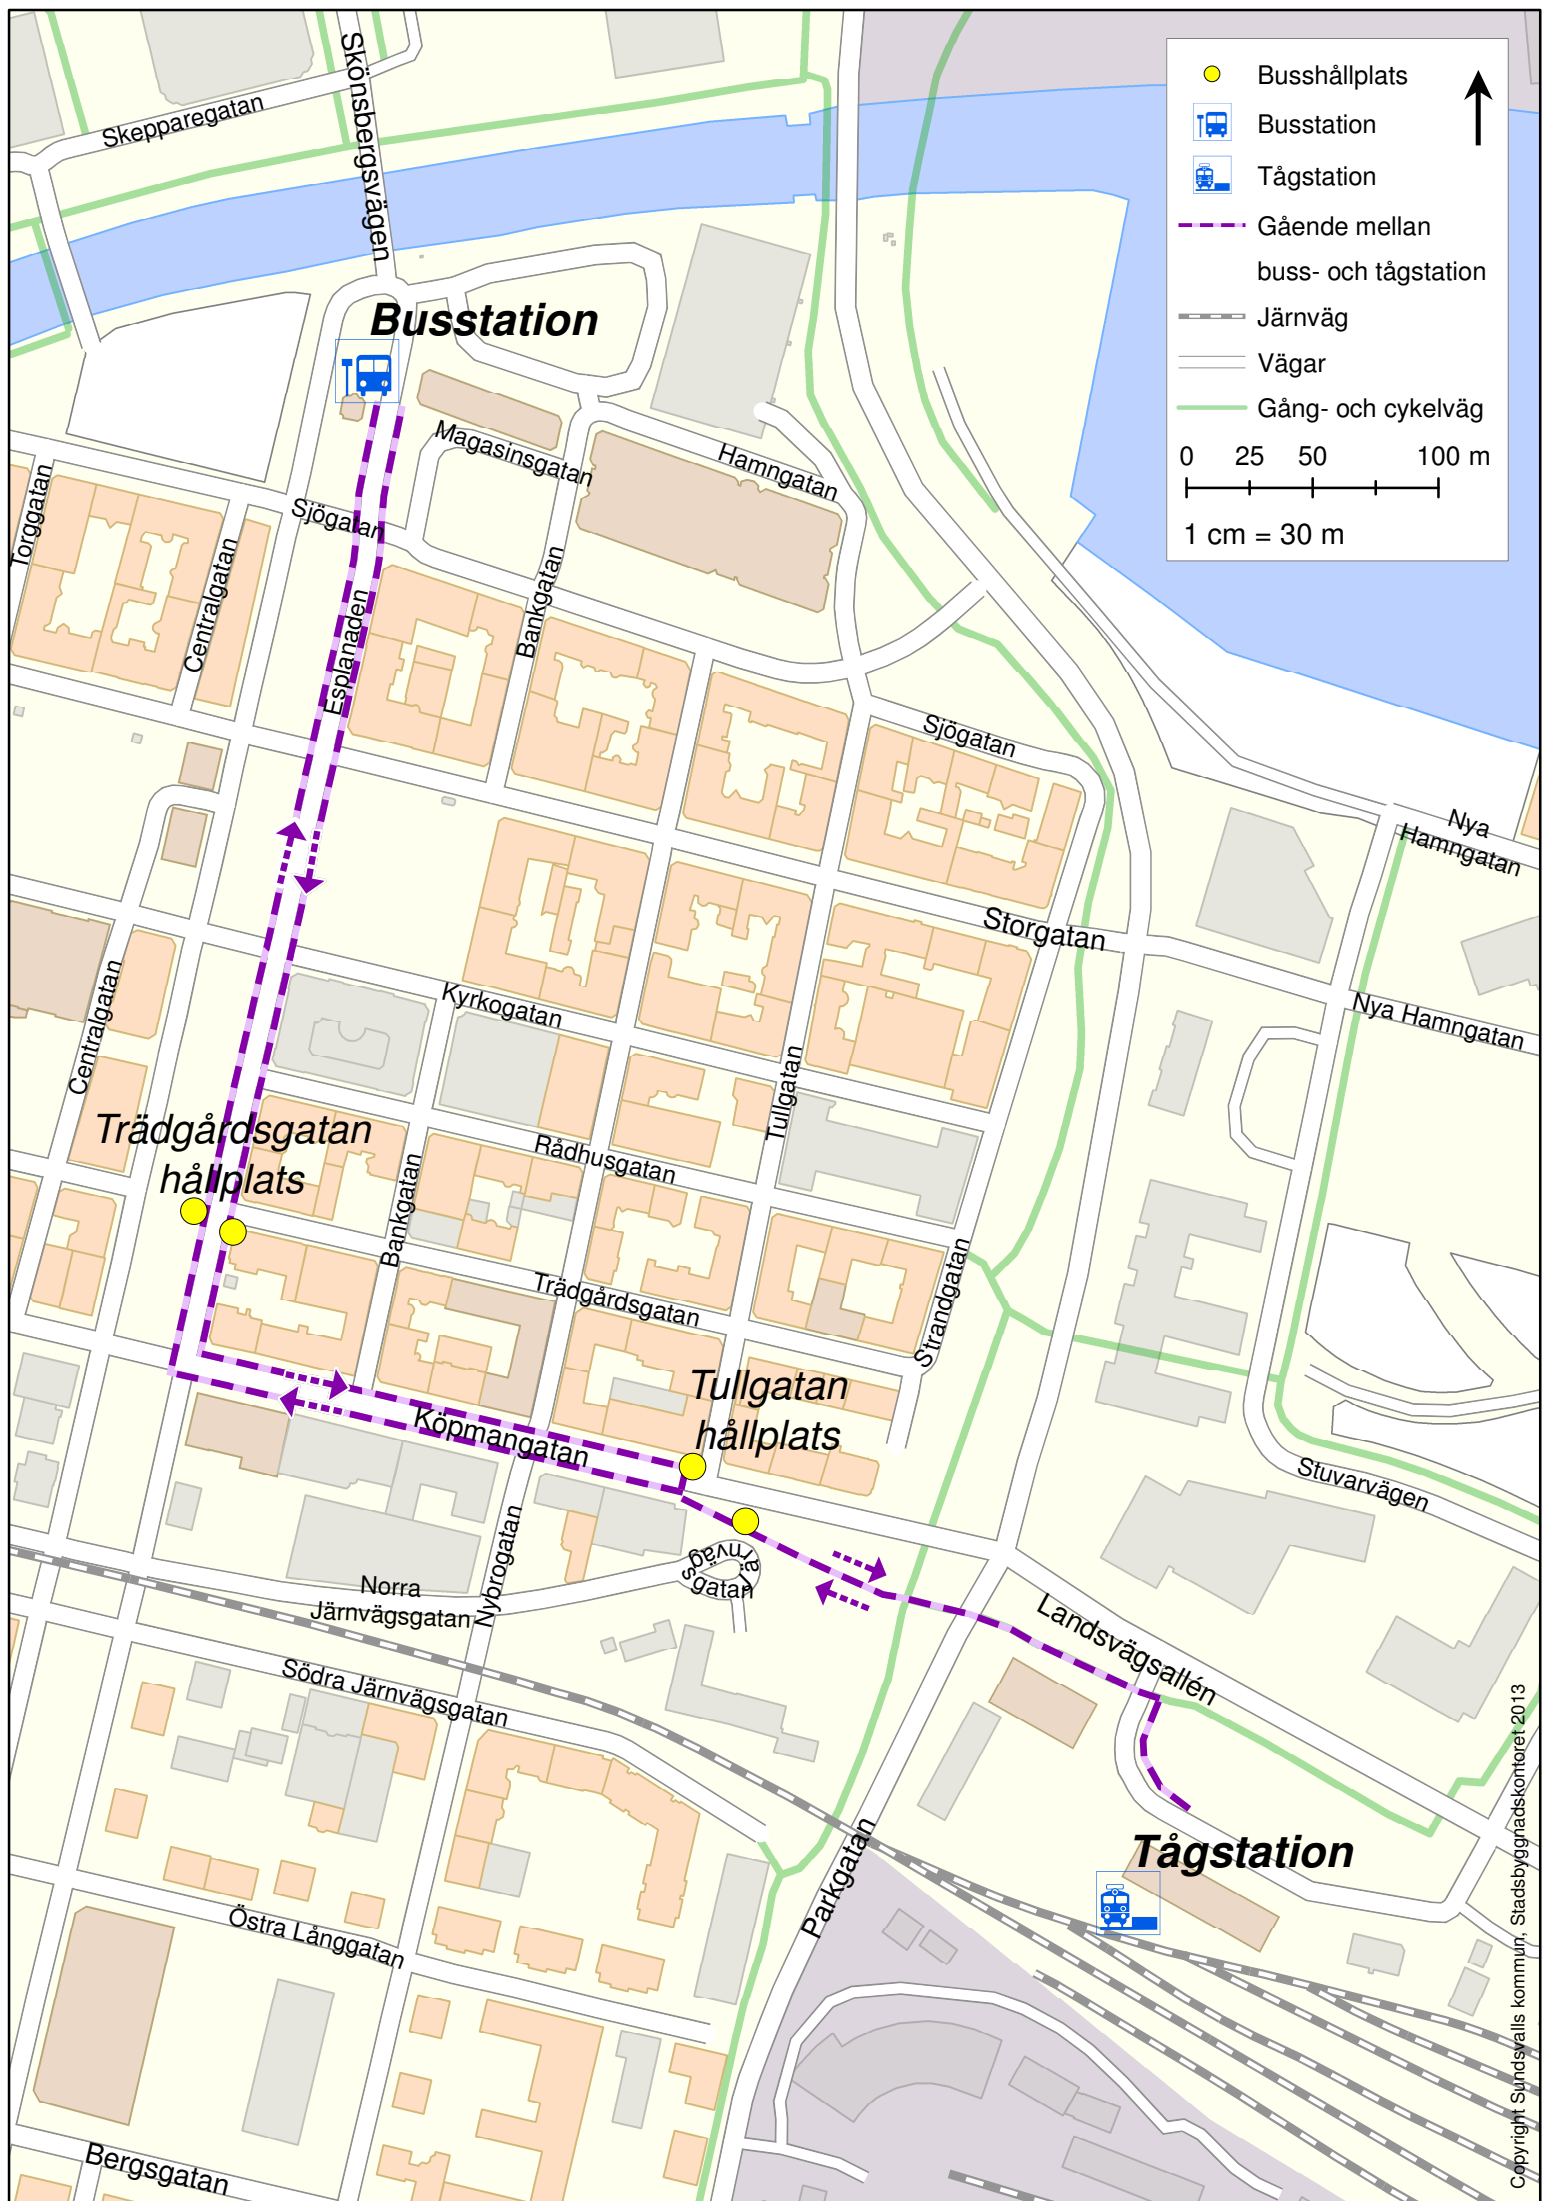 Skepparegatan
Skönsbergsvägen
Busshållplats
Busstation
Tågstation
Gående mellan
buss- och tågstation
Järnväg
Vägar
Gång- och cykelväg
0 25 50 100 m
1 cm = 30 m
Busstation
Magasinsgatan
Hamngatan
Sjögatan
Torggatan
Centralgatan
Esplanaden
Bankgatan
Sjögatan
Nya
Hamngatan
Storgatan
Nya Hamngatan
Kyrkogatan
Centralgatan
Tullgatan
Trädgårdsgatan
hållplats
Rådhusgatan
Bankgatan
Trädgårdsgatan
Strandgatan
Tullgatan
hållplats
Köpmangatan
Stuvarvägen
Nybrogatan
Järnväg
sgatan
Norra
Järnvägsgatan
Landsvägsallén
Södra Järnvägsgatan
Parkgatan
Tågstation
Östra Långgatan
Bergsgatan
Copyright Sundsvalls kommun, Stadsbyggnadskontoret 2013